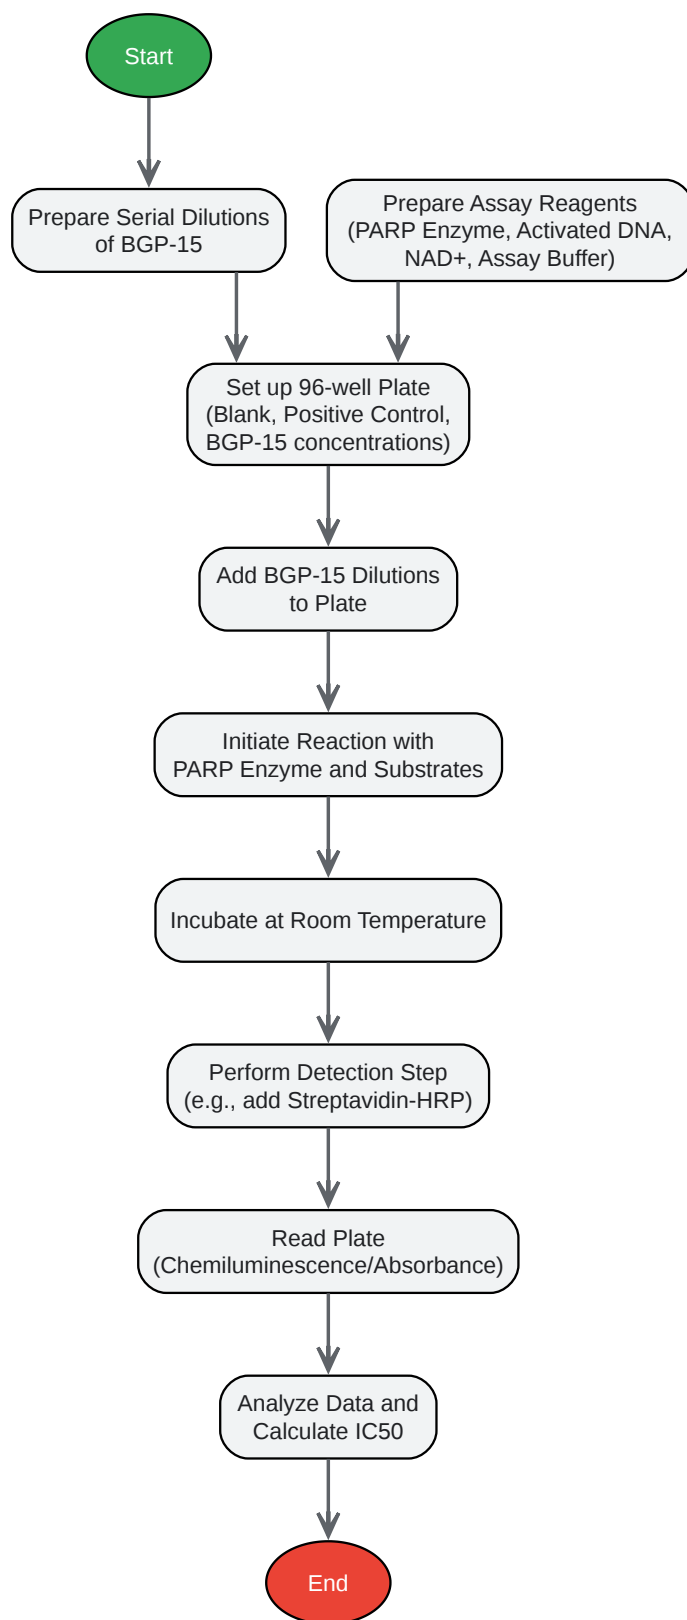 Start
Prepare Serial Dilutions
of BGP-15
Prepare Assay Reagents
(PARP Enzyme, Activated DNA,
NAD+, Assay Buffer)
Set up 96-well Plate
(Blank, Positive Control,
BGP-15 concentrations)
Add BGP-15 Dilutions
to Plate
Initiate Reaction with
PARP Enzyme and Substrates
Incubate at Room Temperature
Perform Detection Step
(e.g., add Streptavidin-HRP)
Read Plate
(Chemiluminescence/Absorbance)
Analyze Data and
Calculate IC50
End